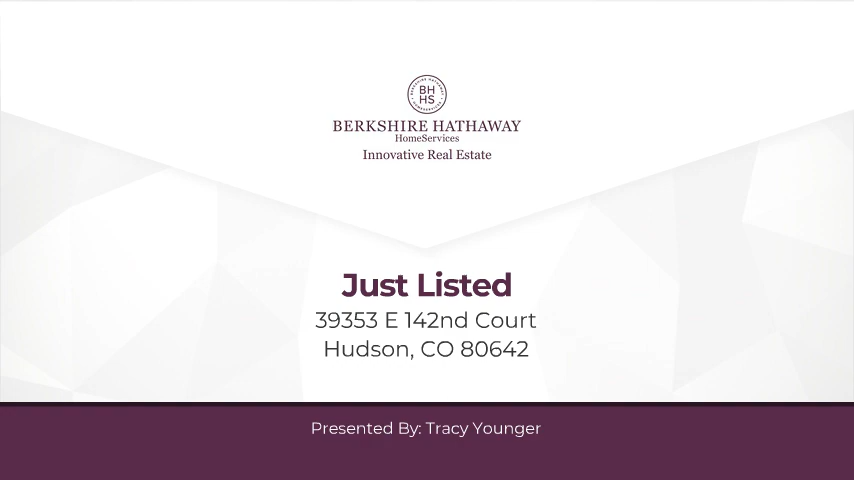 BH
HS
BERKSHIRE HATHAWAY
HomeServices
Innovative Real Estate
Just Listed
39353 E 142nd Court
Hudson, CO 80642
Presented By: Tracy Younger